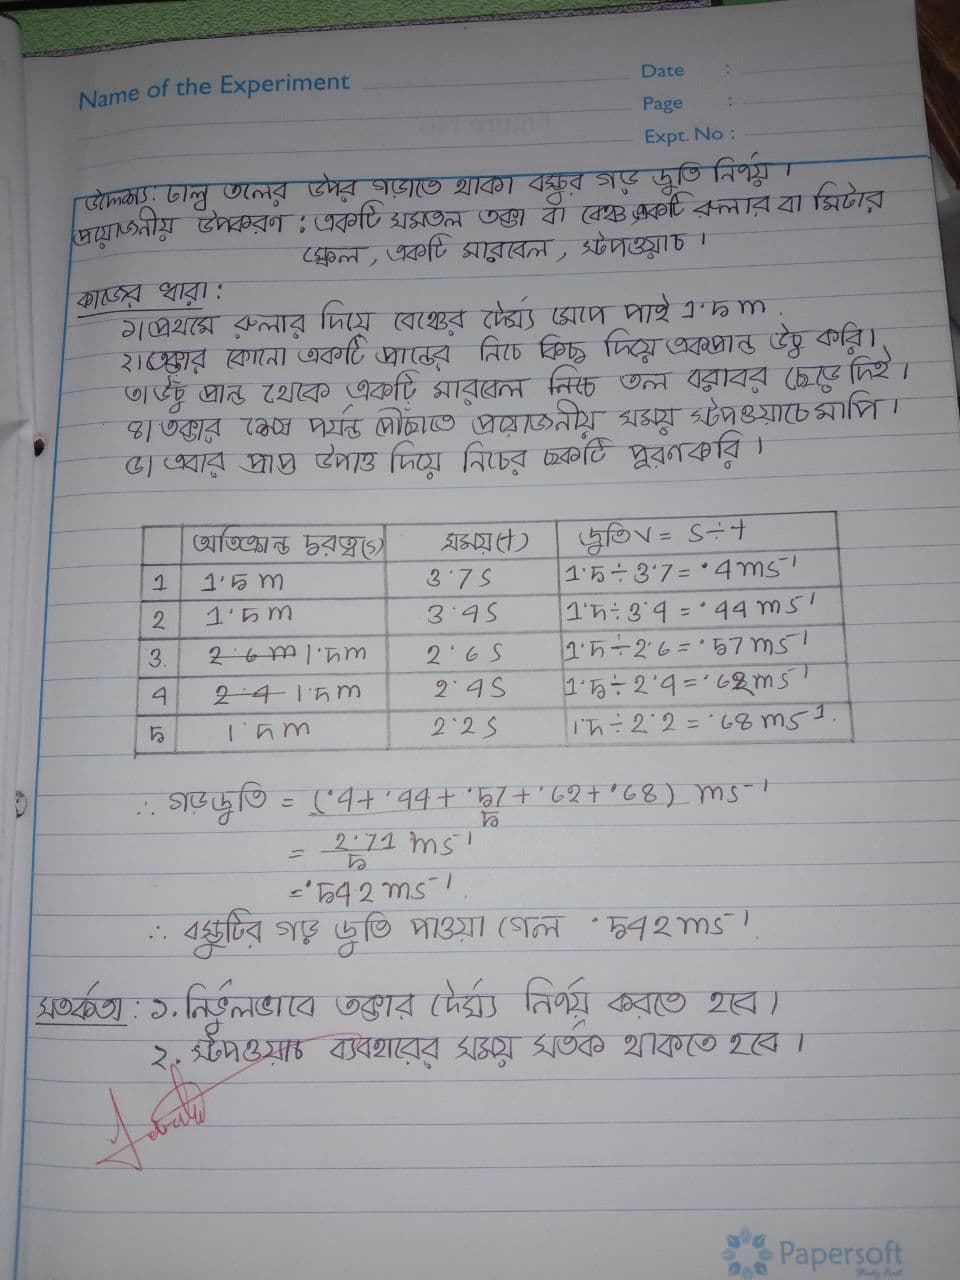 Name of the Experiment
Date :
Page :
Expt. No :
উদ্দেশ্য: ঢালু তলের উপর গড়াতে থাকা বস্তুর গড় দ্রুতি নির্ণয়।
প্রয়োজনীয় উপকরণ : একটি সমতল তক্তা বা বেঞ্চ, একটি রুলার বা মিটার
স্কেল, একটি মারবেল, স্টপওয়াচ।
কাজের ধারা :
১। প্রথমে রুলার দিয়ে বেঞ্চের দৈর্ঘ্য মেপে পাই 1.5 m.
২। তক্তার কোনো একটি প্রান্তের নিচে কিছু দিয়ে একপ্রান্ত উঁচু করি।
৩। উঁচু প্রান্ত থেকে একটি মারবেল নিচে তল বরাবর ছেড়ে দিই।
৪। তক্তার শেষ পর্যন্ত পৌঁছাতে প্রয়োজনীয় সময় স্টপওয়াচে মাপি।
৫। এবার প্রাপ্ত উপাত্ত দিয়ে নিচের ছকটি পূরণ করি।
অতিক্রান্ত দূরত্ব(s) সময়(t) দ্রুতি v = s÷t
1 1.5 m 3.7 s 1.5÷3.7 = .4 ms⁻¹
2 1.5 m 3.4 s 1.5÷3.4 = .44 ms⁻¹
3. 2.6 m 1.5m 2.6 s 1.5÷2.6 = .57 ms⁻¹
4 2.4 1.5m 2.4s 1.5÷2.4 = .62 ms⁻¹
5 1.5 m 2.2 s 1.5÷2.2 = .68 ms⁻¹.
∴ গড় দ্রুতি = (.4+.44+.57+.62+.68) ms⁻¹
5
= 2.71/5 ms⁻¹
= .542 ms⁻¹.
∴ বস্তুটির গড় দ্রুতি পাওয়া গেল .542 ms⁻¹.
সতর্কতা : ১. নির্ভুলভাবে তক্তার দৈর্ঘ্য নির্ণয় করতে হবে।
২. স্টপওয়াচ ব্যবহারের সময় সর্তক থাকতে হবে।
Papersoft